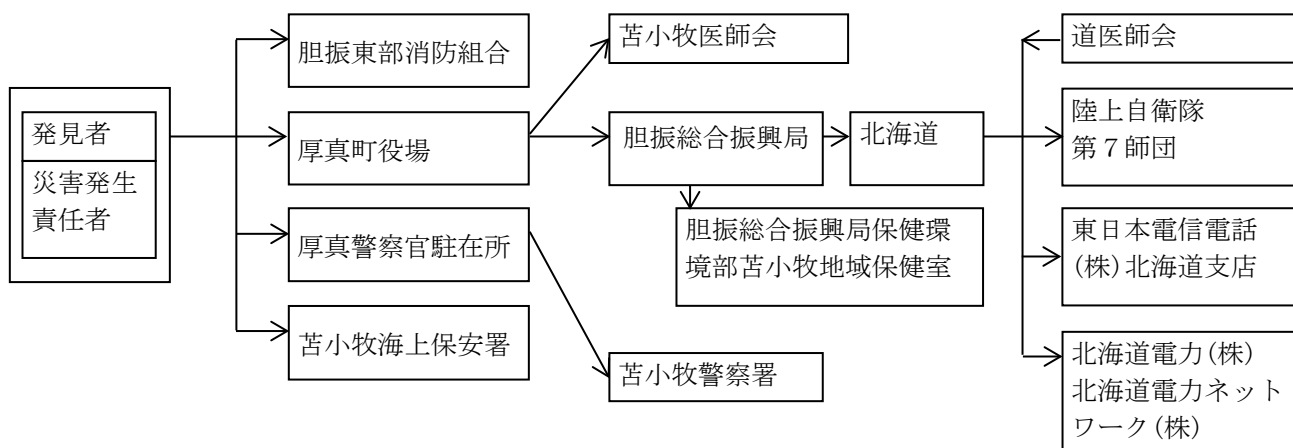 発見者
災害発生
責任者
胆振東部消防組合
厚真町役場
厚真警察官駐在所
苫小牧海上保安署
苫小牧医師会
胆振総合振興局
胆振総合振興局保健環
境部苫小牧地域保健室
苫小牧警察署
北海道
道医師会
陸上自衛隊
第７師団
東日本電信電話
(株)北海道支店
北海道電力(株)
北海道電力ネット
ワーク(株)